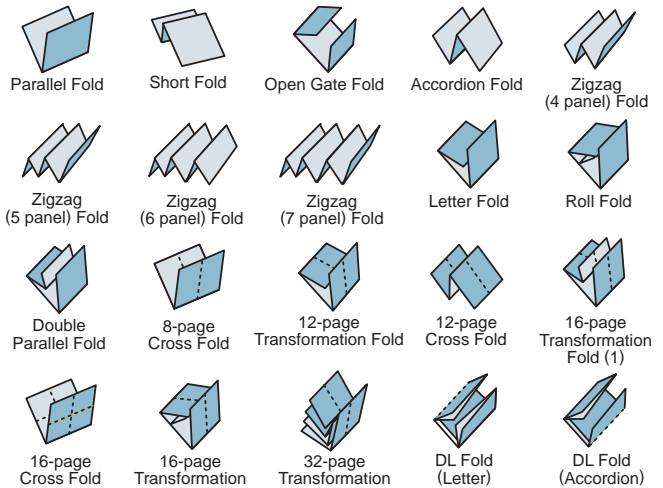 Parallel Fold
Short Fold
Open Gate Fold
Accordion Fold
Zigzag
(4 panel) Fold
Zigzag
(5 panel) Fold
Zigzag
(6 panel) Fold
Zigzag
(7 panel) Fold
Letter Fold
Roll Fold
Double
Parallel Fold
8-page
Cross Fold
12-page
Transformation Fold
12-page
Cross Fold
16-page
Transformation
Fold (1)
16-page
Cross Fold
16-page
Transformation
32-page
Transformation
DL Fold
(Letter)
DL Fold
(Accordion)